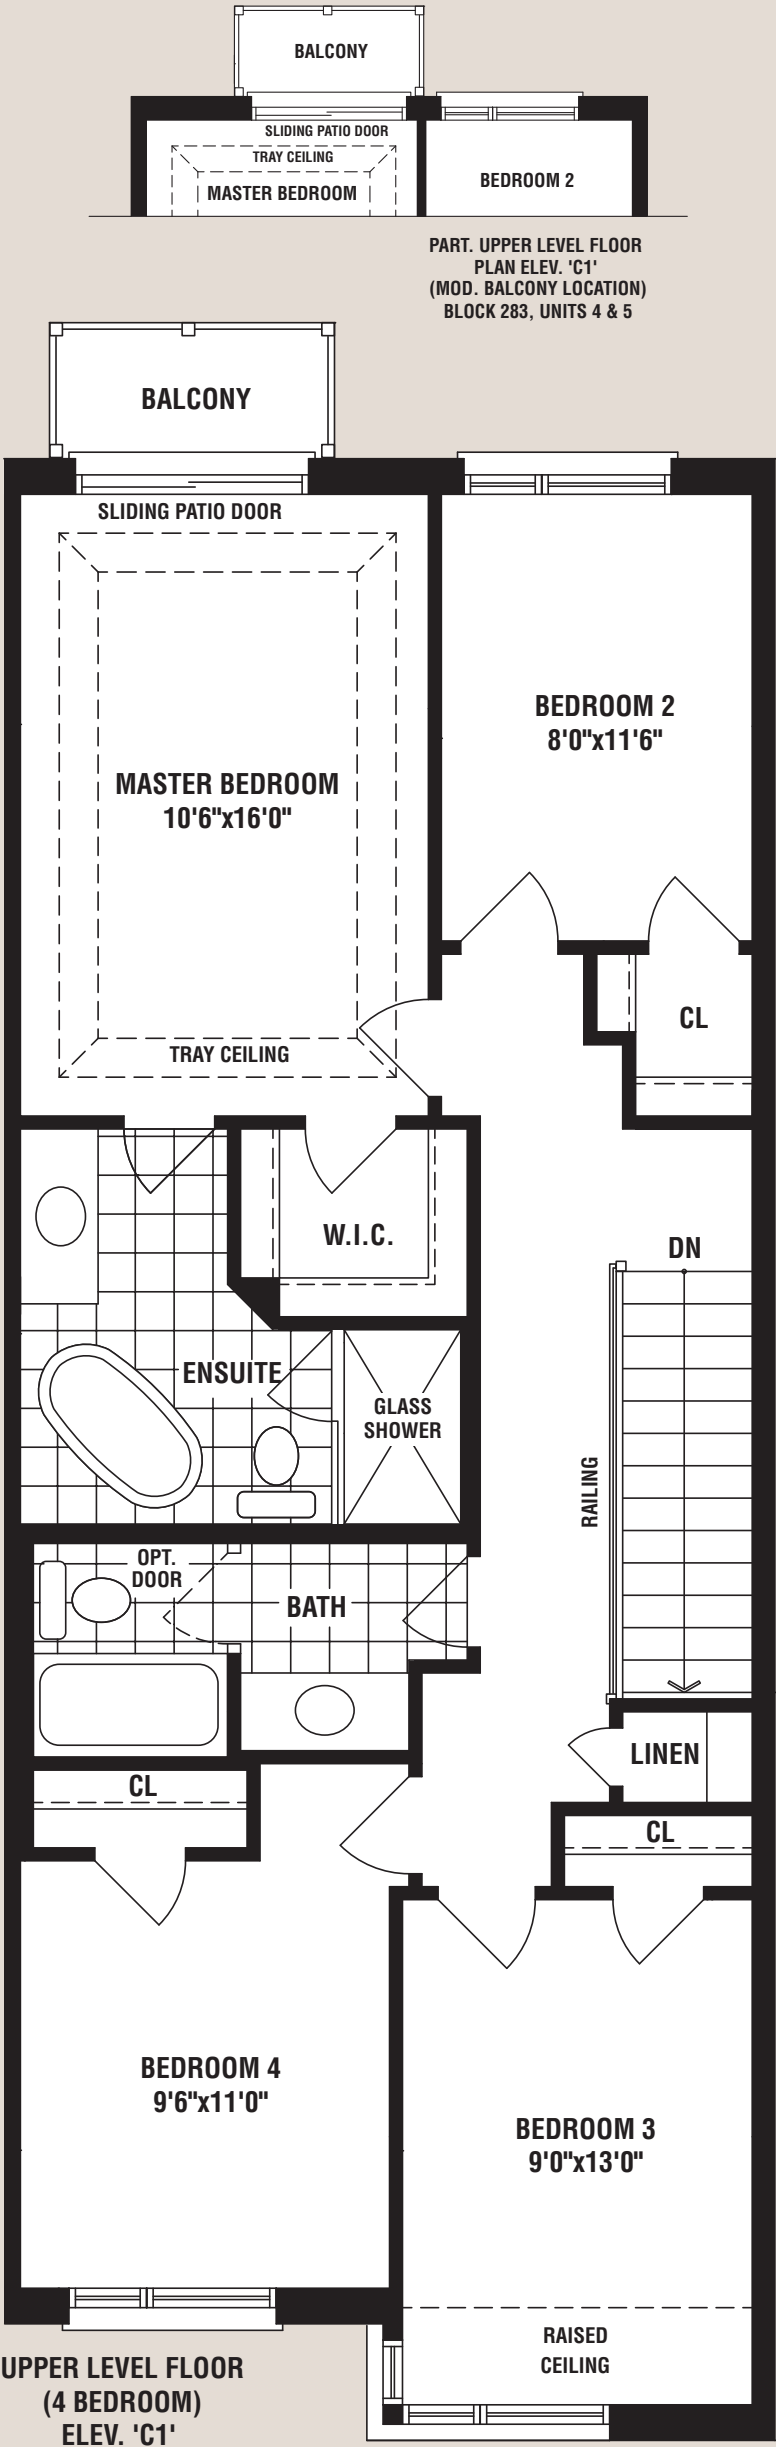 BALCONY
SLIDING PATIO DOOR
TRAY CEILING
MASTER BEDROOM
BEDROOM 2
PART. UPPER LEVEL FLOOR
PLAN ELEV. 'C1'
(MOD. BALCONY LOCATION)
BLOCK 283, UNITS 4 & 5
BALCONY
SLIDING PATIO DOOR
BEDROOM 2
8'0"x11'6"
MASTER BEDROOM
10'6"x16'0"
TRAY CEILING
CL
W.I.C.
DN
ENSUITE
GLASS
SHOWER
RAILING
OPT.
DOOR
BATH
LINEN
CL
CL
BEDROOM 4
9'6"x11'0"
BEDROOM 3
9'0"x13'0"
RAISED
CEILING
UPPER LEVEL FLOOR
(4 BEDROOM)
ELEV. 'C1'